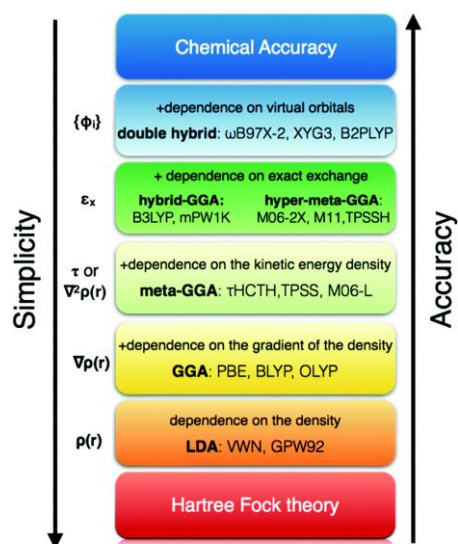 Chemical Accuracy
Simplicity
Accuracy
{ϕi}
+dependence on virtual orbitals
double hybrid: ωB97X-2, XYG3, B2PLYP
εx
+ dependence on exact exchange
hybrid-GGA:
B3LYP, mPW1K
hyper-meta-GGA:
M06-2X, M11,TPSSH
τ or
∇²ρ(r)
+dependence on the kinetic energy density
meta-GGA: τHCTH,TPSS, M06-L
∇ρ(r)
+dependence on the gradient of the density
GGA: PBE, BLYP, OLYP
ρ(r)
dependence on the density
LDA: VWN, GPW92
Hartree Fock theory